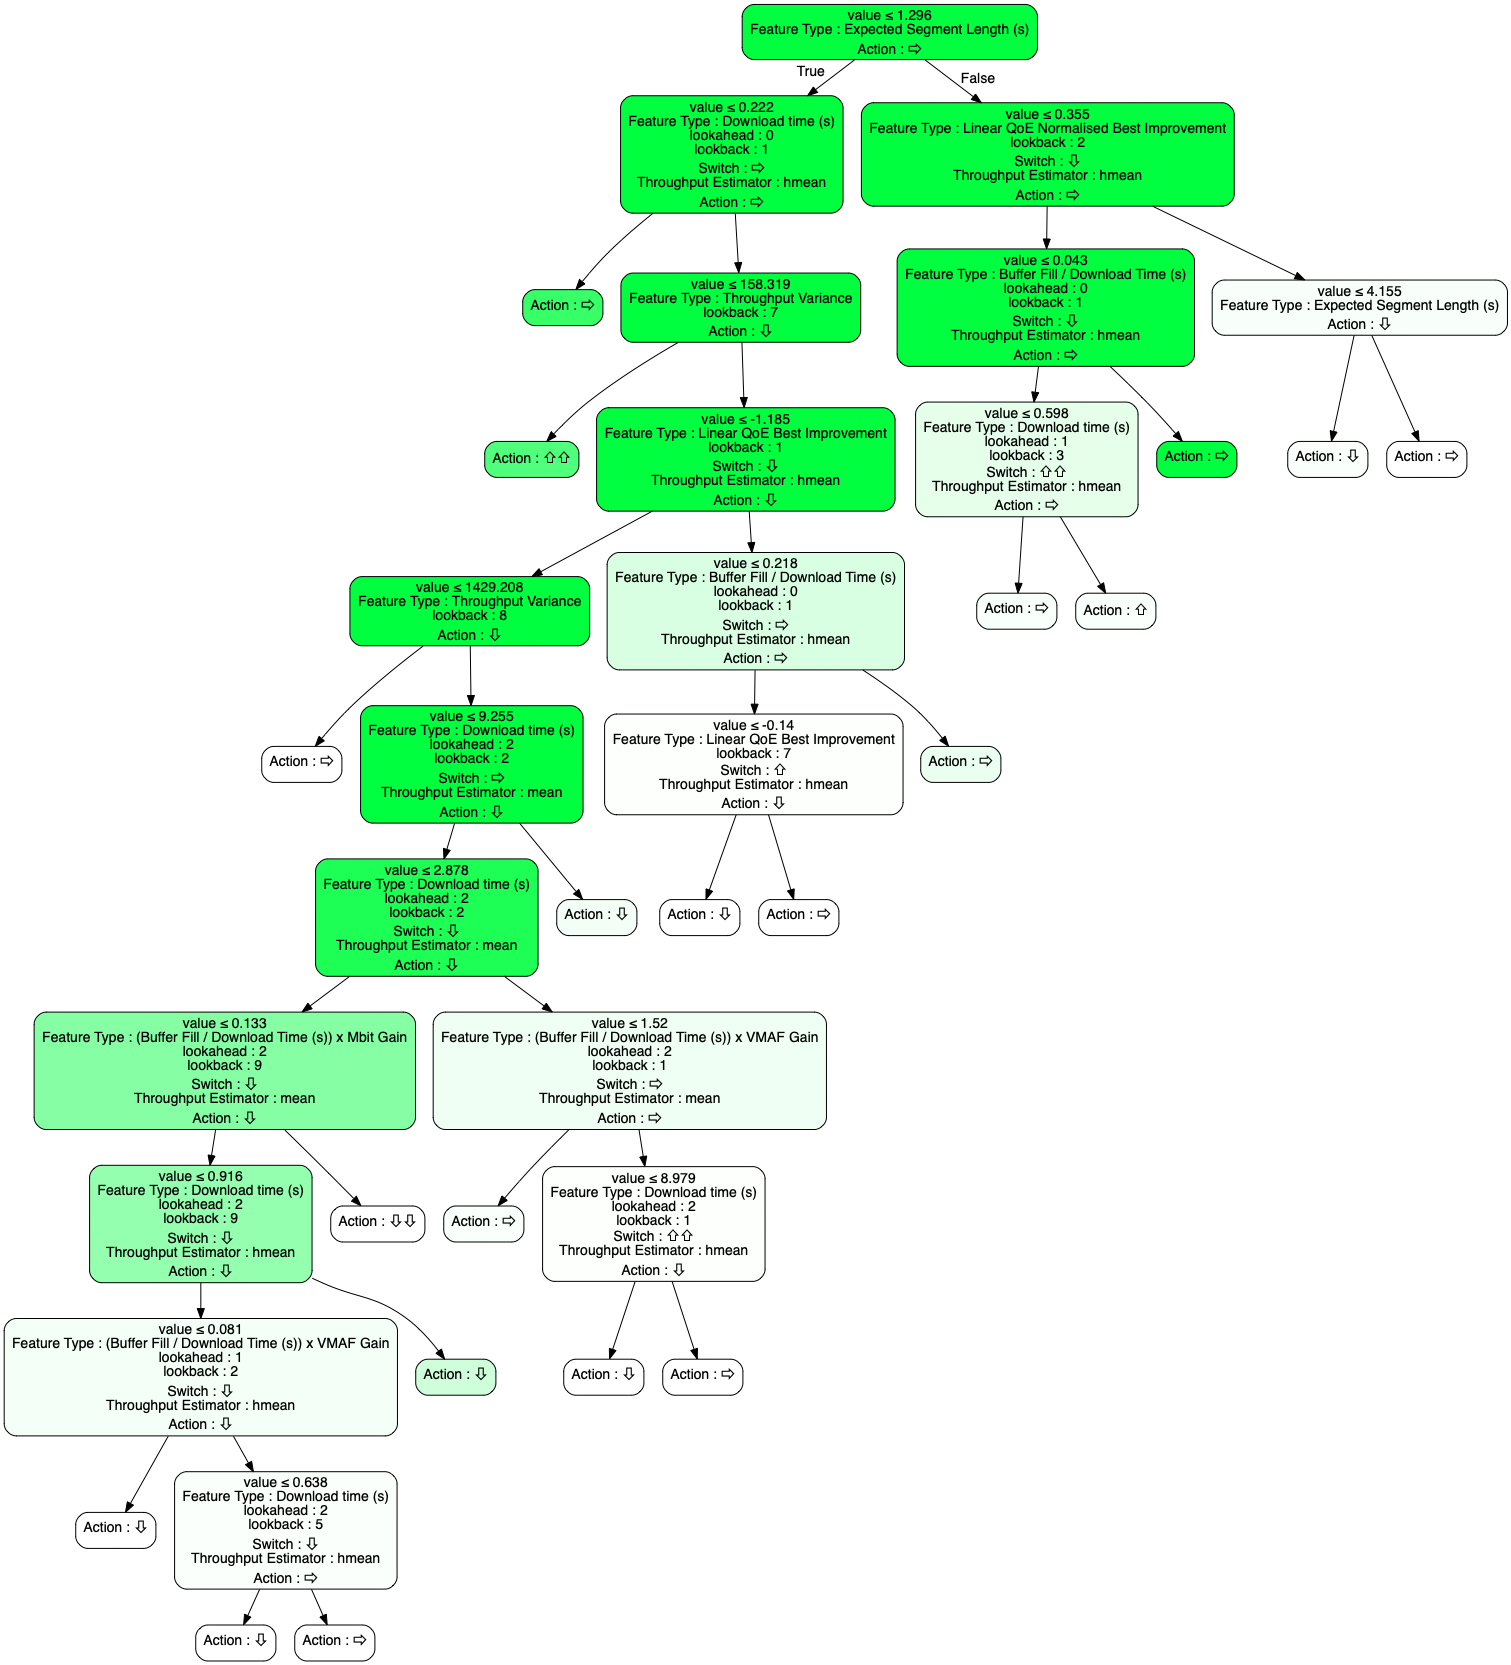 value ≤ 1.296
Feature Type : Expected Segment Length (s)
Action : ⇨
True
False
value ≤ 0.222
Feature Type : Download time (s)
lookahead : 0
lookback : 1
Switch : ⇨
Throughput Estimator : hmean
Action : ⇨
value ≤ 0.355
Feature Type : Linear QoE Normalised Best Improvement
lookback : 2
Switch : ⇩
Throughput Estimator : hmean
Action : ⇨
Action : ⇨
value ≤ 158.319
Feature Type : Throughput Variance
lookback : 7
Action : ⇩
value ≤ 0.043
Feature Type : Buffer Fill / Download Time (s)
lookahead : 0
lookback : 1
Switch : ⇩
Throughput Estimator : hmean
Action : ⇨
value ≤ 4.155
Feature Type : Expected Segment Length (s)
Action : ⇩
Action : ⇧⇧
value ≤ -1.185
Feature Type : Linear QoE Best Improvement
lookback : 1
Switch : ⇩
Throughput Estimator : hmean
Action : ⇩
value ≤ 0.598
Feature Type : Download time (s)
lookahead : 1
lookback : 3
Switch : ⇧⇧
Throughput Estimator : hmean
Action : ⇨
Action : ⇨
Action : ⇩
Action : ⇨
value ≤ 1429.208
Feature Type : Throughput Variance
lookback : 8
Action : ⇩
value ≤ 0.218
Feature Type : Buffer Fill / Download Time (s)
lookahead : 0
lookback : 1
Switch : ⇨
Throughput Estimator : hmean
Action : ⇨
Action : ⇨
Action : ⇧
Action : ⇨
value ≤ 9.255
Feature Type : Download time (s)
lookahead : 2
lookback : 2
Switch : ⇨
Throughput Estimator : mean
Action : ⇩
value ≤ -0.14
Feature Type : Linear QoE Best Improvement
lookback : 7
Switch : ⇧
Throughput Estimator : hmean
Action : ⇩
Action : ⇨
value ≤ 2.878
Feature Type : Download time (s)
lookahead : 2
lookback : 2
Switch : ⇩
Throughput Estimator : mean
Action : ⇩
Action : ⇩
Action : ⇩
Action : ⇨
value ≤ 0.133
Feature Type : (Buffer Fill / Download Time (s)) x Mbit Gain
lookahead : 2
lookback : 9
Switch : ⇩
Throughput Estimator : mean
Action : ⇩
value ≤ 1.52
Feature Type : (Buffer Fill / Download Time (s)) x VMAF Gain
lookahead : 2
lookback : 1
Switch : ⇨
Throughput Estimator : mean
Action : ⇨
value ≤ 0.916
Feature Type : Download time (s)
lookahead : 2
lookback : 9
Switch : ⇩
Throughput Estimator : hmean
Action : ⇩
Action : ⇩⇩
Action : ⇨
value ≤ 8.979
Feature Type : Download time (s)
lookahead : 2
lookback : 1
Switch : ⇧⇧
Throughput Estimator : hmean
Action : ⇩
value ≤ 0.081
Feature Type : (Buffer Fill / Download Time (s)) x VMAF Gain
lookahead : 1
lookback : 2
Switch : ⇩
Throughput Estimator : hmean
Action : ⇩
Action : ⇩
Action : ⇩
Action : ⇨
Action : ⇩
value ≤ 0.638
Feature Type : Download time (s)
lookahead : 2
lookback : 5
Switch : ⇩
Throughput Estimator : hmean
Action : ⇨
Action : ⇩
Action : ⇨